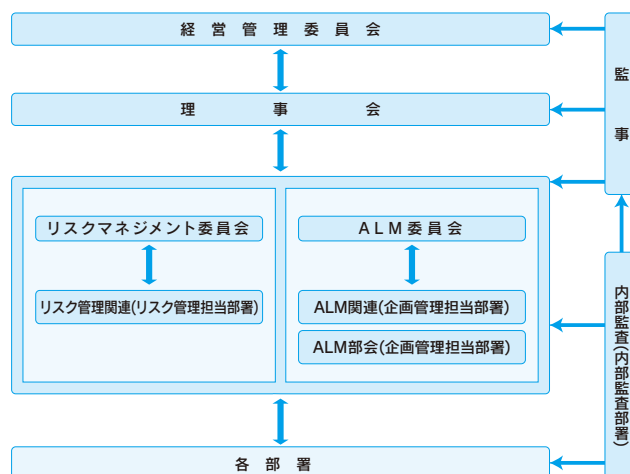 経営管理委員会
理事会
リスクマネジメント委員会
リスク管理関連(リスク管理担当部署)
ALM委員会
ALM関連(企画管理担当部署)
ALM部会(企画管理担当部署)
各部署
監事
内部監査(内部監査部署)